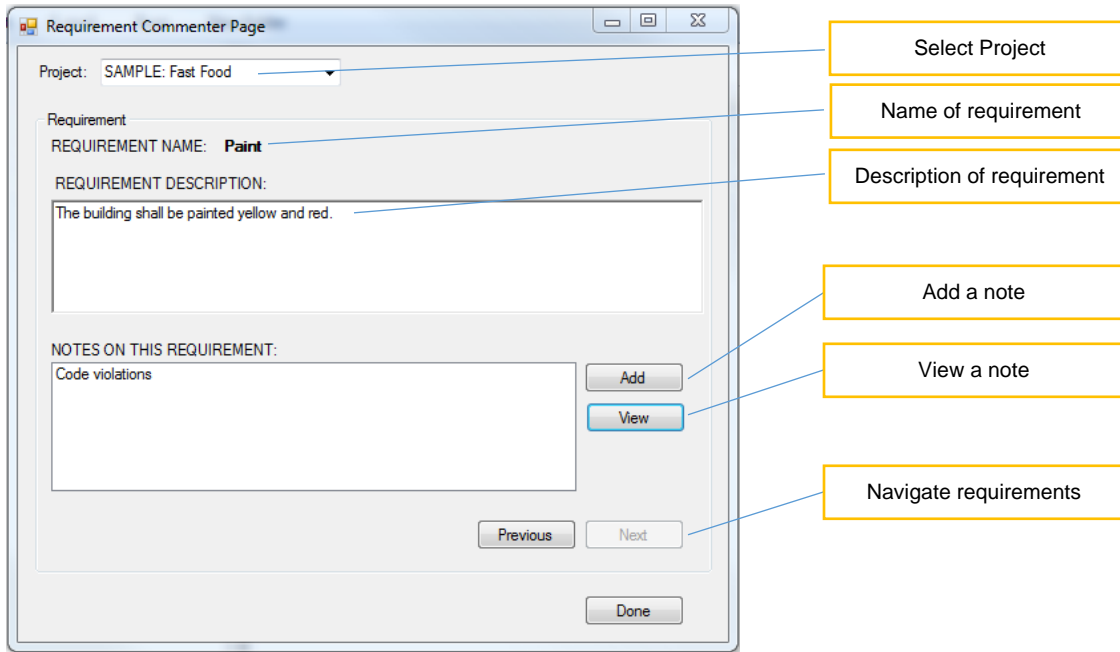 Requirement Commenter Page
Select Project
Project: SAMPLE: Fast Food
Name of requirement
Requirement
REQUIREMENT NAME: Paint
Description of requirement
REQUIREMENT DESCRIPTION:
The building shall be painted yellow and red.
Add a note
NOTES ON THIS REQUIREMENT:
Code violations
Add
View a note
View
Navigate requirements
Previous
Next
Done